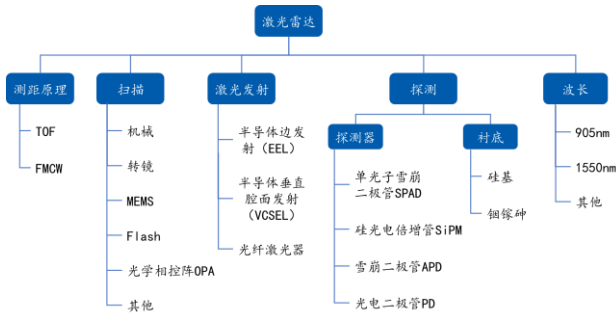 激光雷达
测距原理
扫描
激光发射
探测
波长
TOF
FMCW
机械
转镜
MEMS
Flash
光学相控阵OPA
其他
半导体边发
射（EEL）
半导体垂直
腔面发射
（VCSEL）
光纤激光器
探测器
衬底
单光子雪崩
二极管SPAD
硅光电倍增管SiPM
雪崩二极管APD
光电二极管PD
硅基
铟镓砷
905nm
1550nm
其他